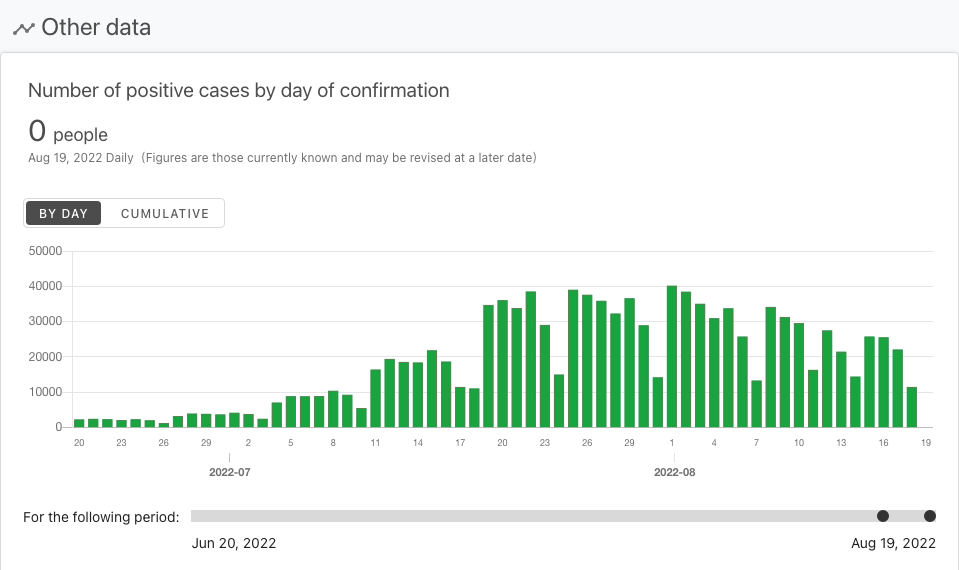 Other data
Number of positive cases by day of confirmation
0 people
Aug 19, 2022 Daily (Figures are those currently known and may be revised at a later date)
BY DAY CUMULATIVE
50000
40000
30000
20000
10000
0
20 23 26 29 2 5 8 11 14 17 20 23 26 29 1 4 7 10 13 16 19
2022-07 2022-08
For the following period:
Jun 20, 2022 Aug 19, 2022